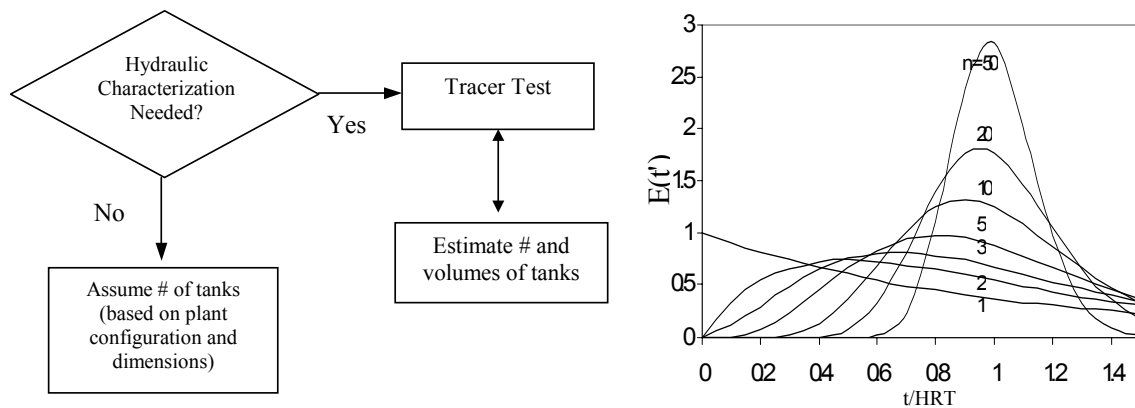 Hydraulic
Characterization
Needed?
Yes
Tracer Test
No
Estimate # and
volumes of tanks
Assume # of tanks
(based on plant
configuration and
dimensions)
3
25
2
1.5
1
0.5
0
E(t')
n=50
20
10
5
3
2
1
0 0.2 0.4 0.6 0.8 1 1.2 1.4
t/HRT